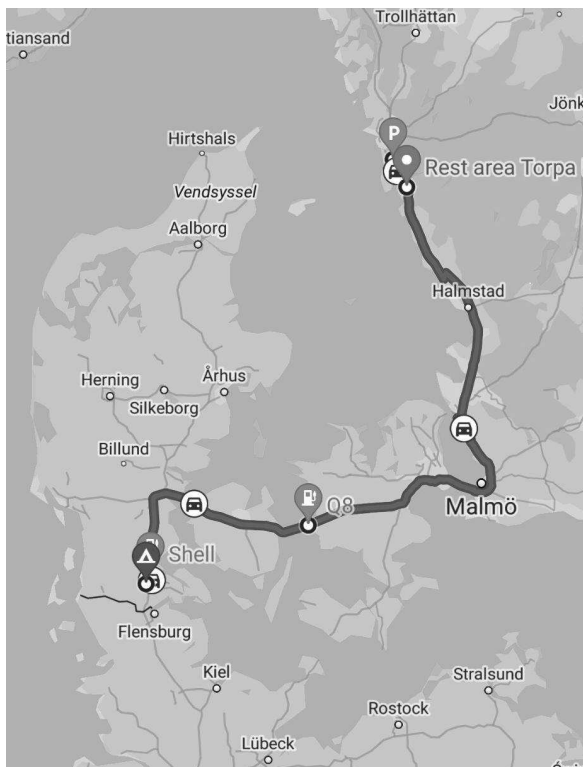 Trollhättan
tiansand
Jönk
P
Hirtshals
Rest area Torpa
Vendsyssel
Aalborg
Halmstad
Herning
Århus
Silkeborg
Billund
Q8
Malmö
Shell
Flensburg
Kiel
Stralsund
Rostock
Lübeck